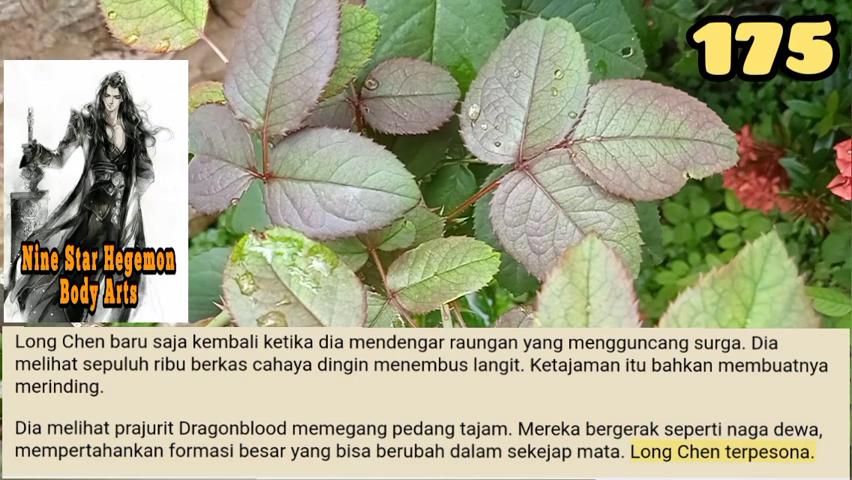 175
Nine Star Hegemon
Body Arts
Long Chen baru saja kembali ketika dia mendengar raungan yang mengguncang surga. Dia
melihat sepuluh ribu berkas cahaya dingin menembus langit. Ketajaman itu bahkan membuatnya
merinding.
Dia melihat prajurit Dragonblood memegang pedang tajam. Mereka bergerak seperti naga dewa,
mempertahankan formasi besar yang bisa berubah dalam sekejap mata. Long Chen terpesona.